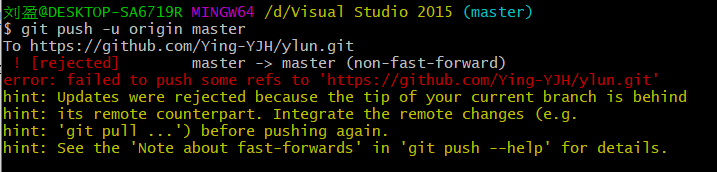 刘盈@DESKTOP-SA6719R MINGW64 /d/Visual Studio 2015 (master)
$ git push -u origin master
To https://github.com/Ying-YJH/ylun.git
 ! [rejected]        master -> master (non-fast-forward)
error: failed to push some refs to 'https://github.com/Ying-YJH/ylun.git'
hint: Updates were rejected because the tip of your current branch is behind
hint: its remote counterpart. Integrate the remote changes (e.g.
hint: 'git pull ...') before pushing again.
hint: See the 'Note about fast-forwards' in 'git push --help' for details.